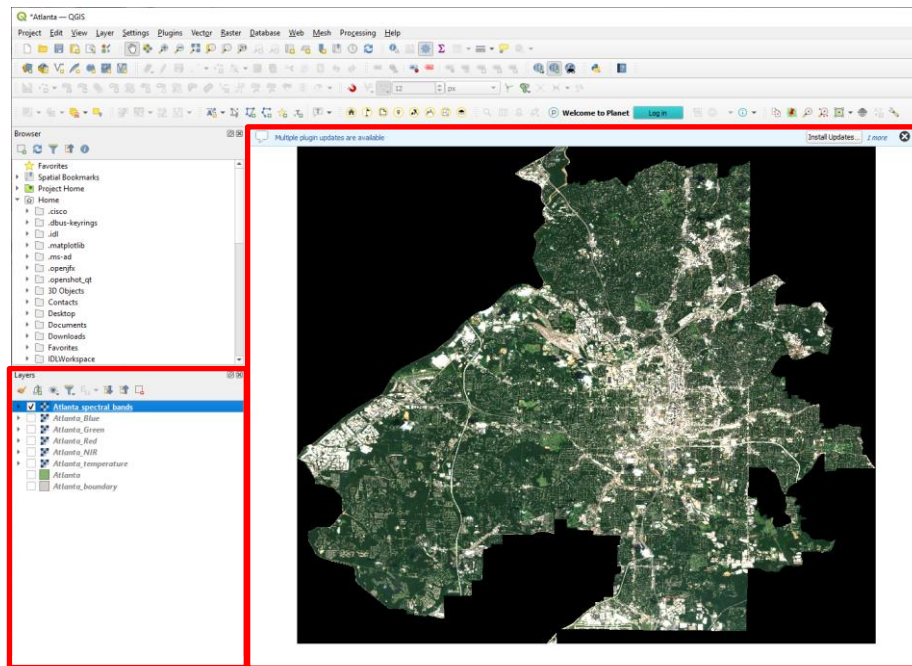 *Atlanta — QGIS
Project Edit View Layer Settings Plugins Vector Raster Database Web Mesh Processing Help
12 px
Welcome to Planet Log in
Browser
Multiple plugin updates are available Install Updates... 1 more
Favorites
Spatial Bookmarks
Project Home
Home
.cisco
.dbus-keyrings
.idl
.matplotlib
.ms-ad
.openjfx
.openshot_qt
3D Objects
Contacts
Desktop
Documents
Downloads
Favorites
IDLWorkspace
Layers
Atlanta_spectral_bands
Atlanta_Blue
Atlanta_Green
Atlanta_Red
Atlanta_NIR
Atlanta_temperature
Atlanta
Atlanta_boundary